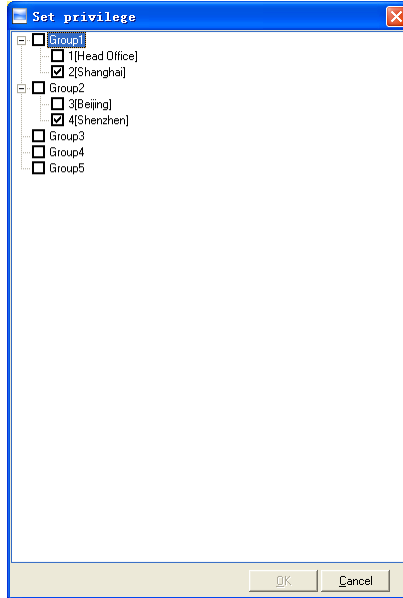 Set privilege
Group1
1[Head Office]
2[Shanghai]
Group2
3[Beijing]
4[Shenzhen]
Group3
Group4
Group5
OK
Cancel